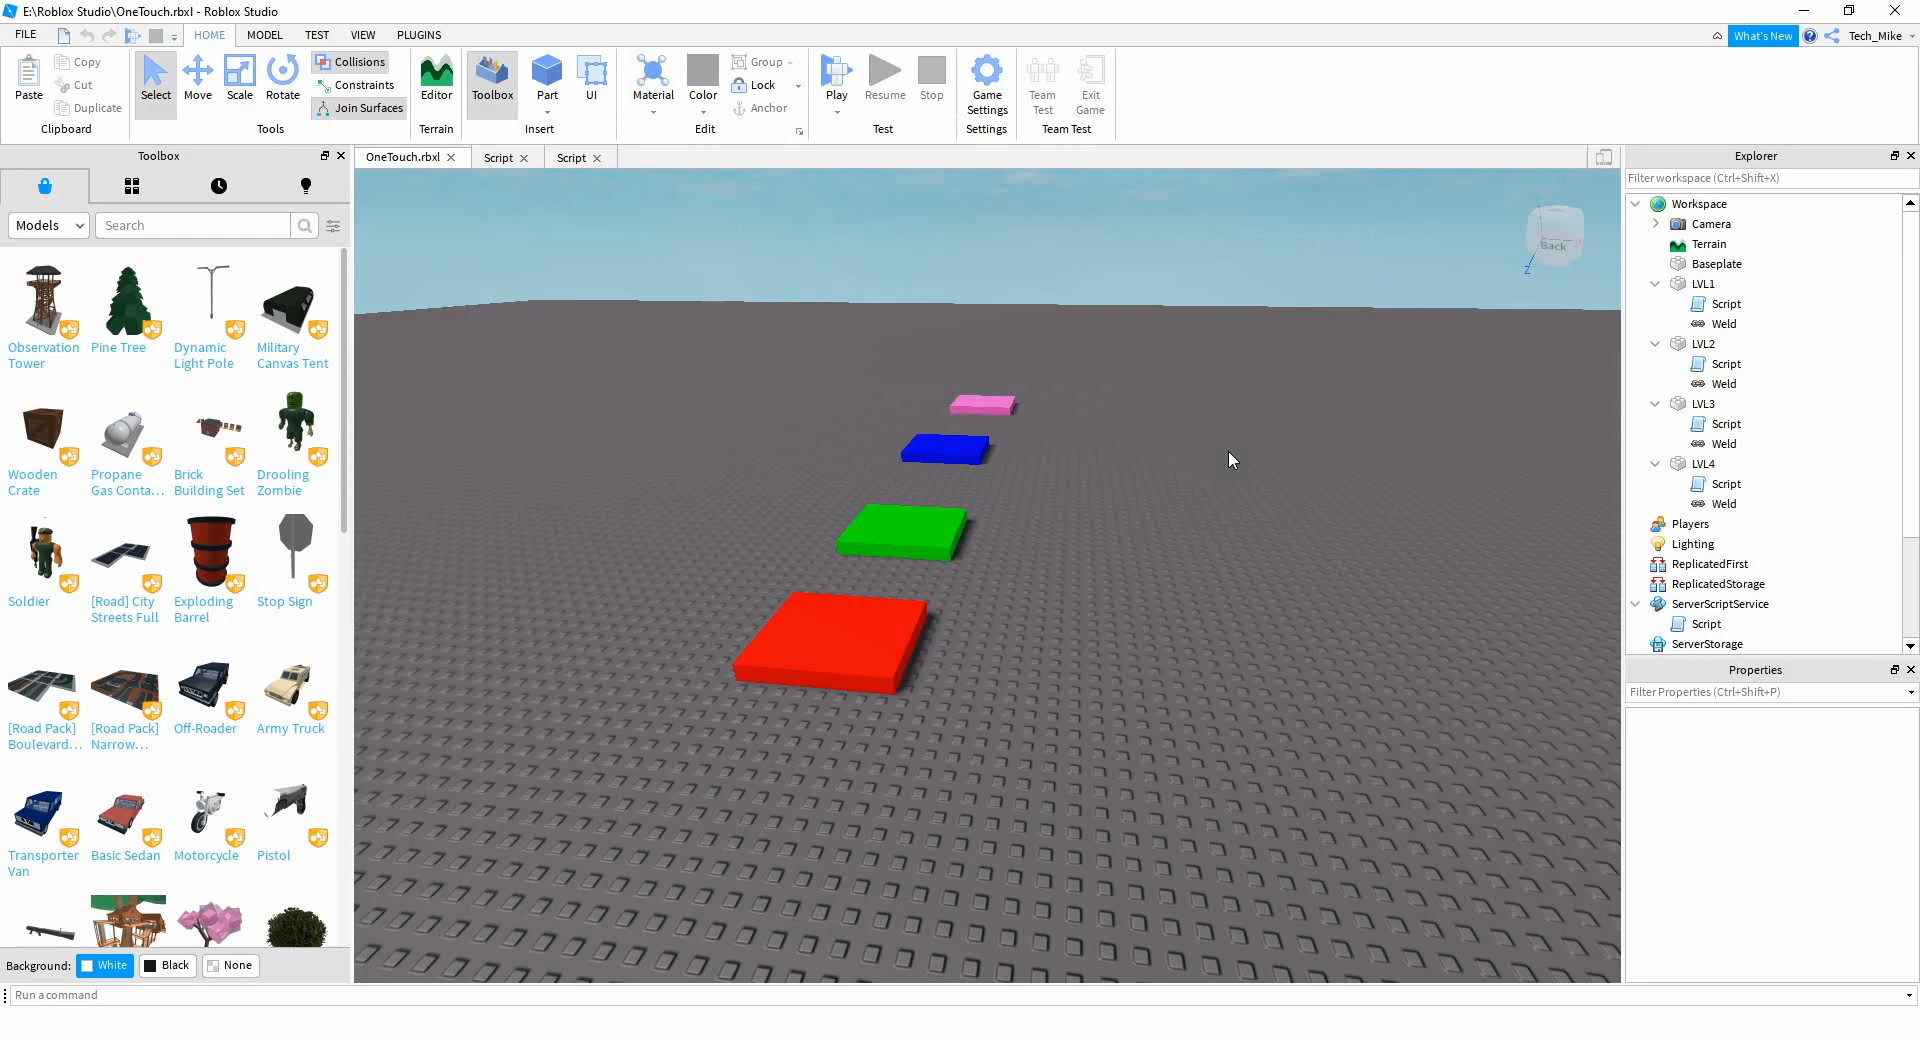 E:\Roblox Studio\OneTouch.rbxl - Roblox Studio
FILE HOME MODEL TEST VIEW PLUGINS What's New Tech_Mike
Paste Copy Cut Duplicate
Clipboard
Select Move Scale Rotate Collisions Constraints Join Surfaces
Tools
Editor
Terrain
Toolbox Part UI
Insert
Material Color Group Lock Anchor
Edit
Play Resume Stop
Test
Game Settings
Settings
Team Test Exit Game
Team Test
Toolbox
Models Search
Observation Tower
Pine Tree
Dynamic Light Pole
Military Canvas Tent
Wooden Crate
Propane Gas Conta...
Brick Building Set
Drooling Zombie
Soldier
[Road] City Streets Full
Exploding Barrel
Stop Sign
[Road Pack] Boulevard...
[Road Pack] Narrow...
Off-Roader
Army Truck
Transporter Van
Basic Sedan
Motorcycle
Pistol
Background: White Black None
Run a command
OneTouch.rbxl Script Script
Back
Z
Explorer
Filter workspace (Ctrl+Shift+X)
Workspace
Camera
Terrain
Baseplate
LVL1
Script
Weld
LVL2
Script
Weld
LVL3
Script
Weld
LVL4
Script
Weld
Players
Lighting
ReplicatedFirst
ReplicatedStorage
ServerScriptService
Script
ServerStorage
Properties
Filter Properties (Ctrl+Shift+P)